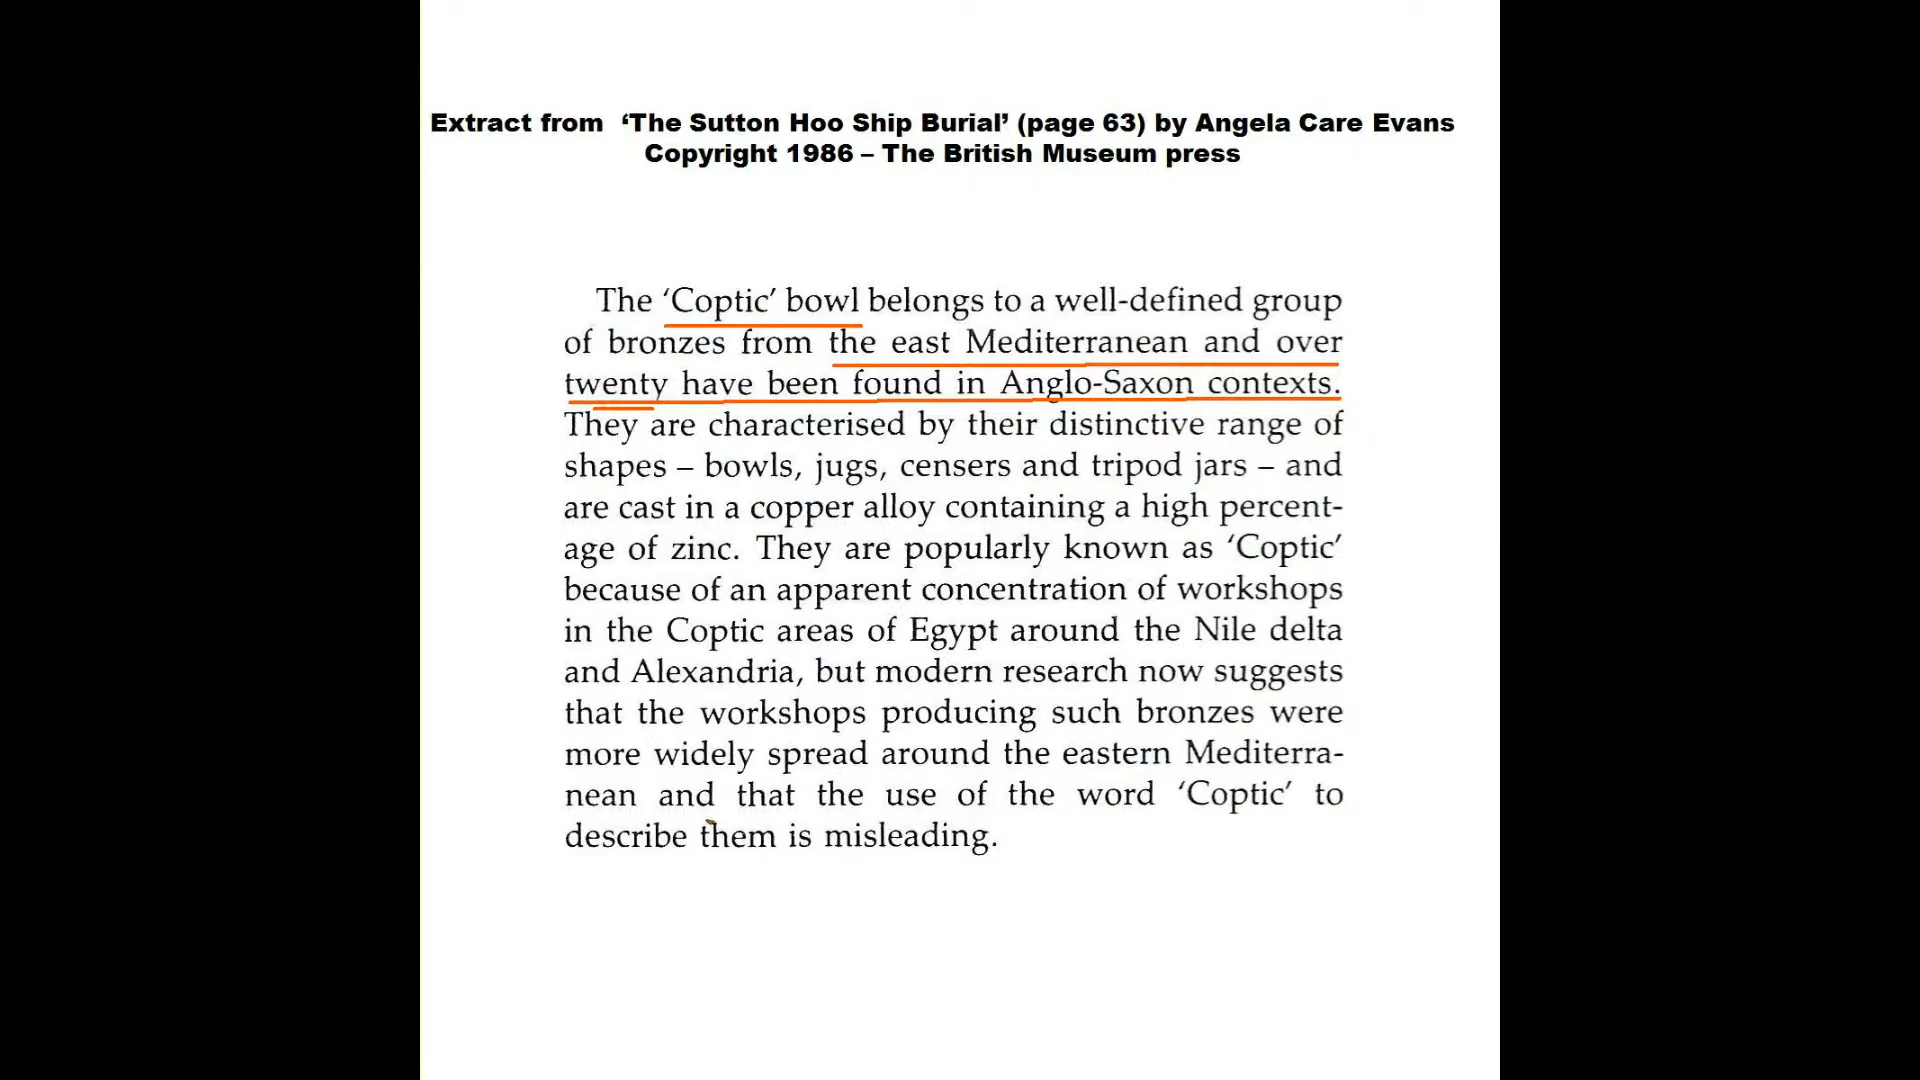 Extract from ‘The Sutton Hoo Ship Burial’ (page 63) by Angela Care Evans
Copyright 1986 – The British Museum press
The ‘Coptic’ bowl belongs to a well-defined group
of bronzes from the east Mediterranean and over
twenty have been found in Anglo-Saxon contexts.
They are characterised by their distinctive range of
shapes – bowls, jugs, censers and tripod jars – and
are cast in a copper alloy containing a high percent-
age of zinc. They are popularly known as ‘Coptic’
because of an apparent concentration of workshops
in the Coptic areas of Egypt around the Nile delta
and Alexandria, but modern research now suggests
that the workshops producing such bronzes were
more widely spread around the eastern Mediterra-
nean and that the use of the word ‘Coptic’ to
describe them is misleading.